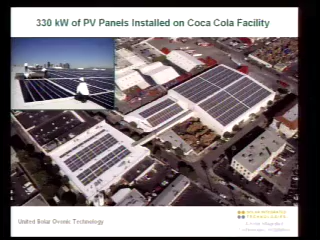 330 kW of PV Panels Installed on Coca Cola Facility
United Solar Ovonic Technology